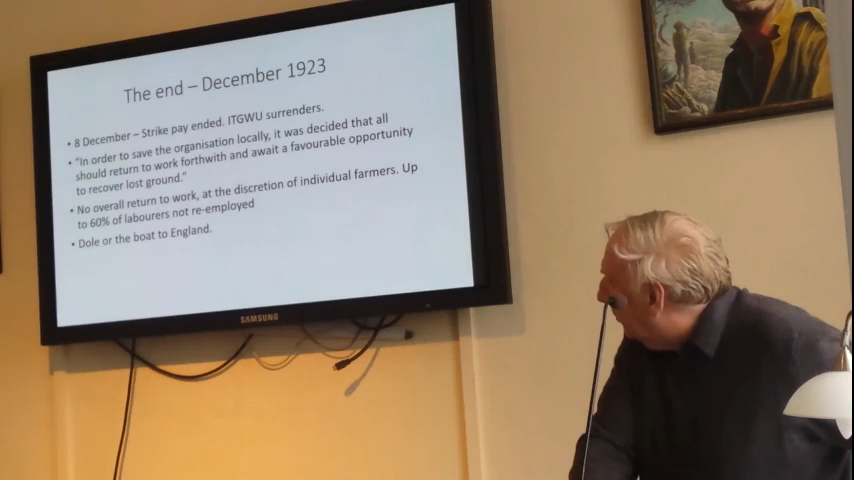 The end – December 1923
• 8 December – Strike pay ended. ITGWU surrenders.
• "In order to save the organisation locally, it was decided that all
should return to work forthwith and await a favourable opportunity
to recover lost ground."
• No overall return to work, at the discretion of individual farmers. Up
to 60% of labourers not re-employed
• Dole or the boat to England.
SAMSUNG